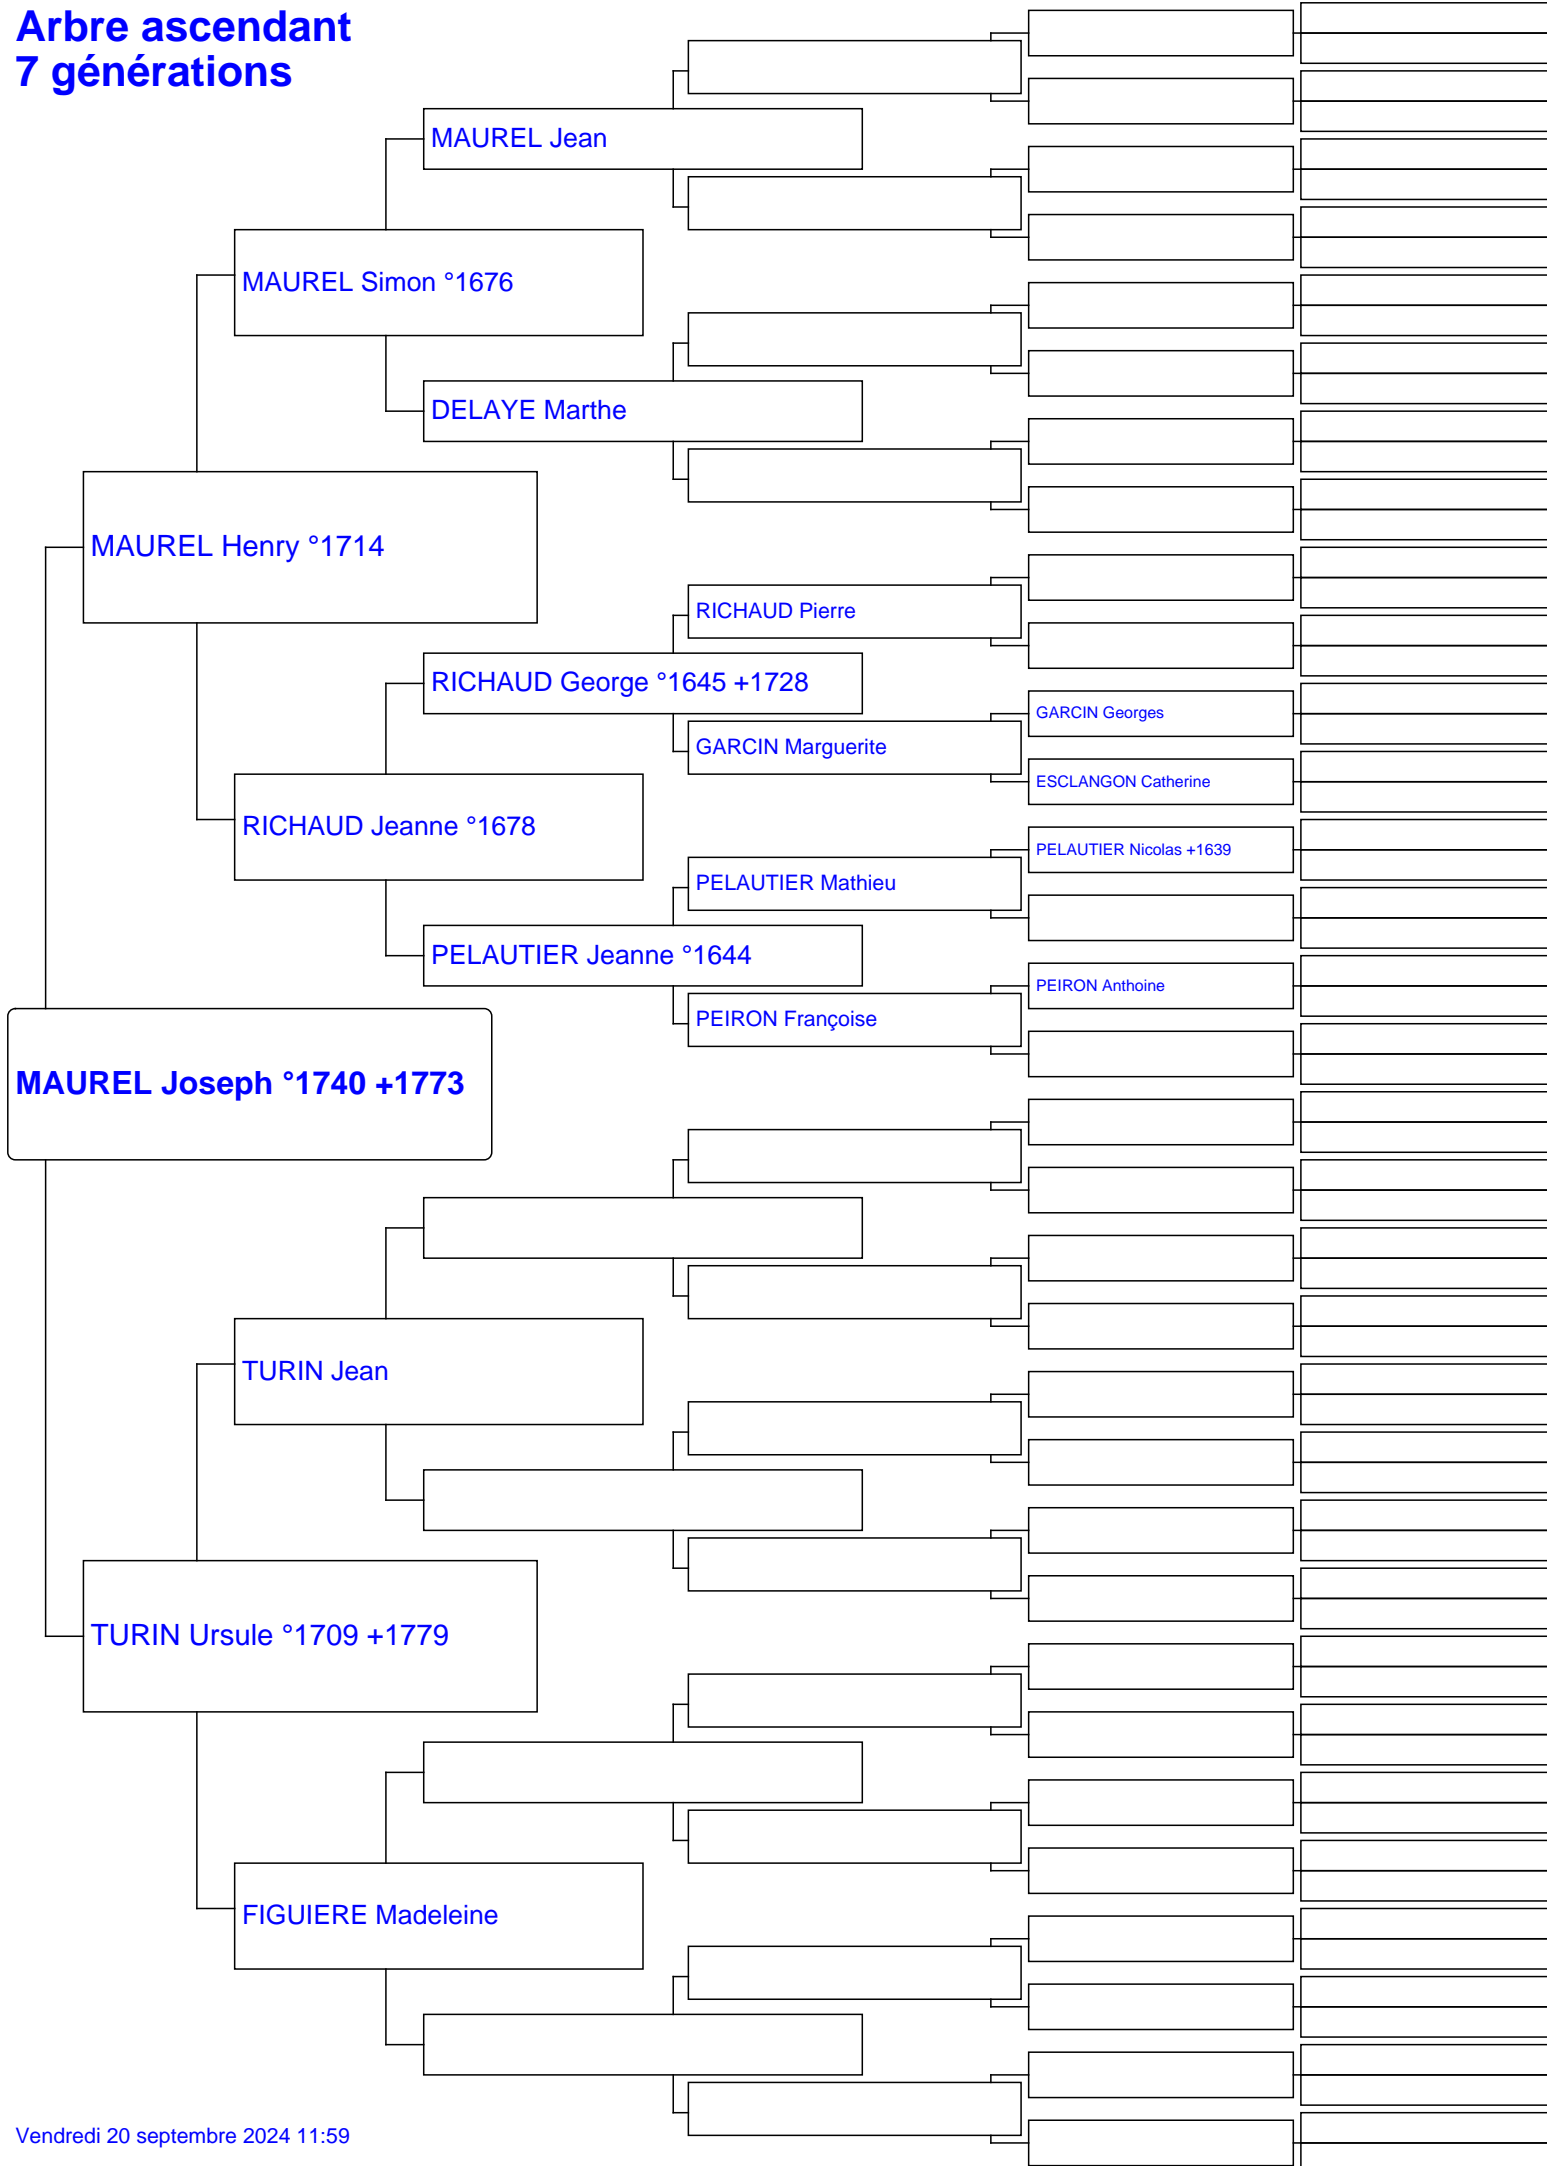 Arbre ascendant
7 générations
MAUREL Jean
MAUREL Simon °1676
DELAYE Marthe
MAUREL Henry °1714
RICHAUD Pierre
RICHAUD George °1645 +1728
GARCIN Georges
GARCIN Marguerite
ESCLANGON Catherine
RICHAUD Jeanne °1678
PELAUTIER Nicolas +1639
PELAUTIER Mathieu
PELAUTIER Jeanne °1644
PEIRON Anthoine
PEIRON Françoise
MAUREL Joseph °1740 +1773
TURIN Jean
TURIN Ursule °1709 +1779
FIGUIERE Madeleine
Vendredi 20 septembre 2024 11:59